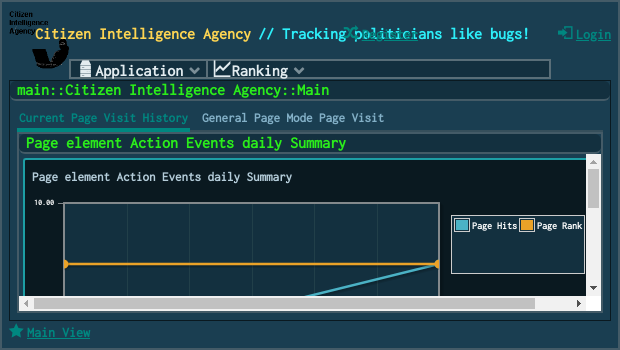 Citizen
Intelligence
Agency
Citizen Intelligence Agency // Tracking politicians like bugs!
Register
Login
Application
Ranking
main::Citizen Intelligence Agency::Main
Current Page Visit History
General Page Mode Page Visit
Page element Action Events daily Summary
Page element Action Events daily Summary
10.00
Page Hits
Page Rank
Main View